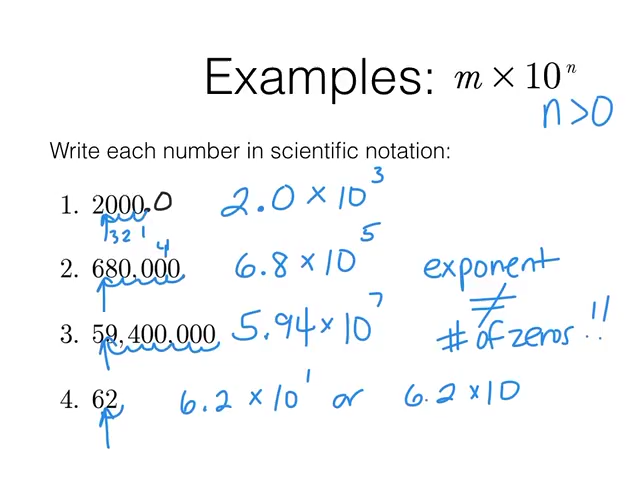 Examples: m × 10ⁿ
n>0
Write each number in scientific notation:
1. 2000.0 2.0 × 10³
3 2 1
4
2. 680,000 6.8 × 10⁵ exponent
≠
3. 59,400,000 5.94 × 10⁷ # of zeros !!
4. 62 6.2 × 10¹ or 6.2 × 10